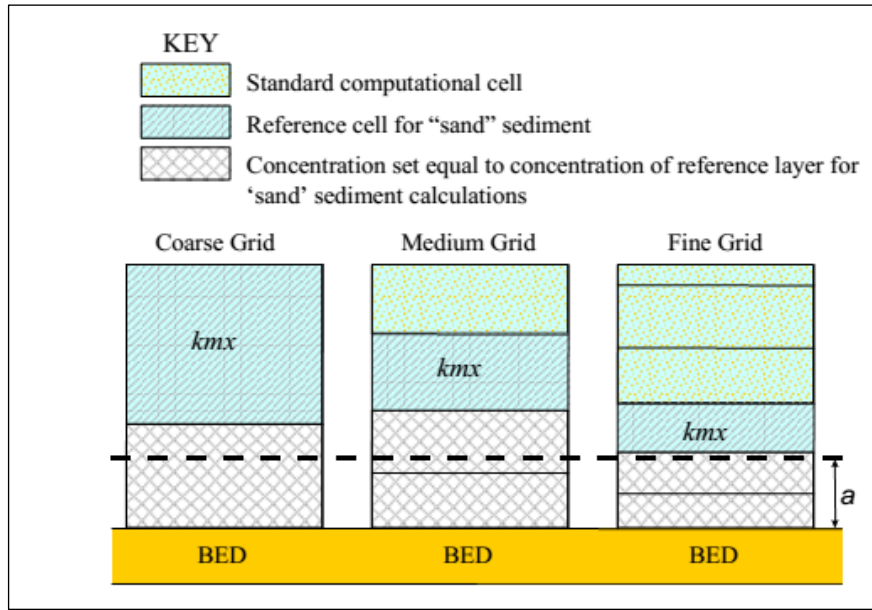 KEY
Standard computational cell
Reference cell for “sand” sediment
Concentration set equal to concentration of reference layer for
‘sand’ sediment calculations
Coarse Grid
Medium Grid
Fine Grid
kmx
kmx
kmx
a
BED
BED
BED